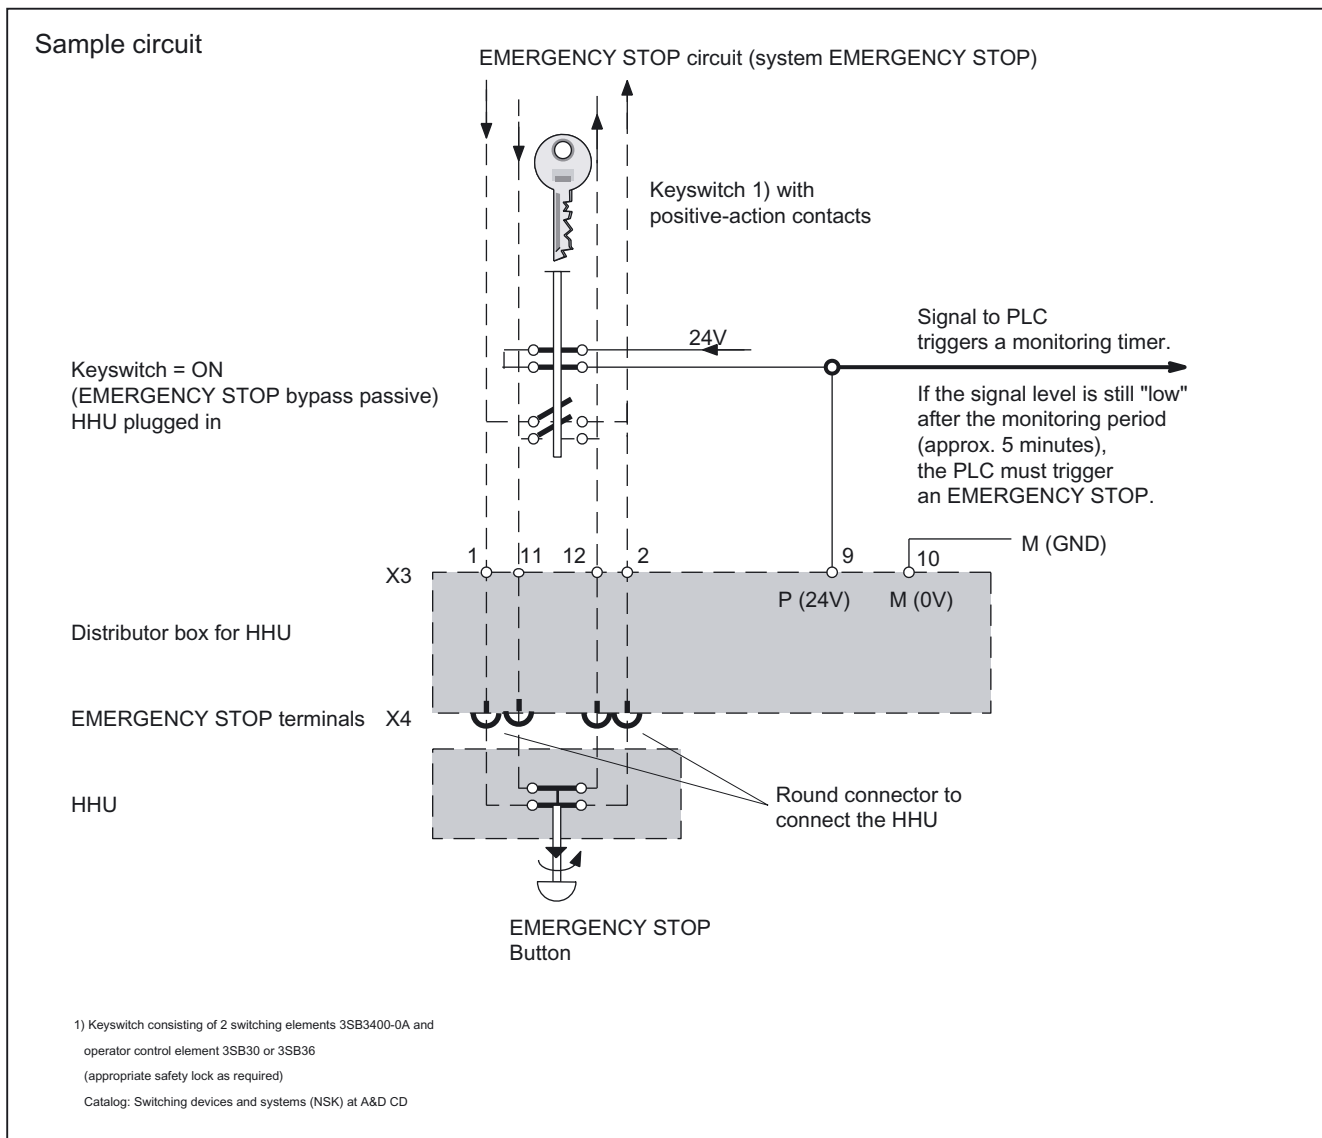 Sample circuit
EMERGENCY STOP circuit (system EMERGENCY STOP)
Keyswitch 1) with
positive-action contacts
24V
Signal to PLC
triggers a monitoring timer.
Keyswitch = ON
(EMERGENCY STOP bypass passive)
HHU plugged in
If the signal level is still "low"
after the monitoring period
(approx. 5 minutes),
the PLC must trigger
an EMERGENCY STOP.
M (GND)
1 11 12 2 9 10
X3
P (24V) M (0V)
Distributor box for HHU
EMERGENCY STOP terminals X4
HHU
Round connector to
connect the HHU
EMERGENCY STOP
Button
1) Keyswitch consisting of 2 switching elements 3SB3400-0A and
operator control element 3SB30 or 3SB36
(appropriate safety lock as required)
Catalog: Switching devices and systems (NSK) at A&D CD